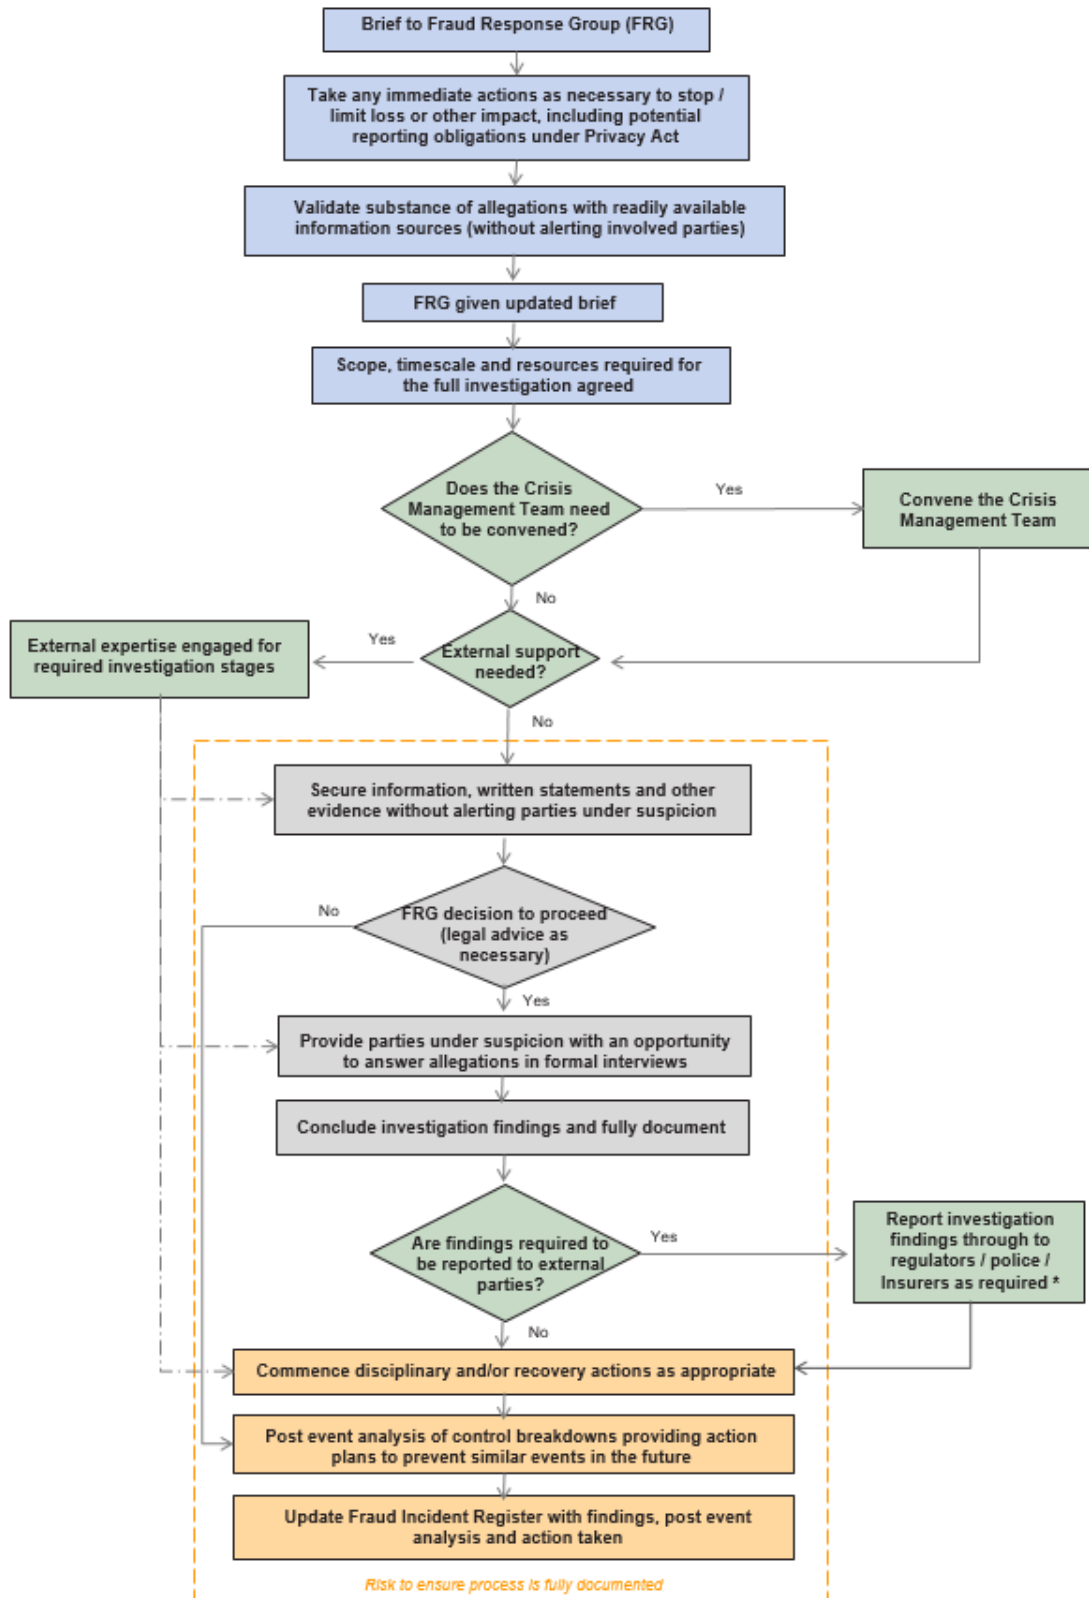 Brief to Fraud Response Group (FRG)
Take any immediate actions as necessary to stop /
limit loss or other impact, including potential
reporting obligations under Privacy Act
Validate substance of allegations with readily available
information sources (without alerting involved parties)
FRG given updated brief
Scope, timescale and resources required for
the full investigation agreed
Does the Crisis
Management Team need
to be convened?
Yes
Convene the Crisis
Management Team
No
External expertise engaged for
required investigation stages
Yes
External support
needed?
No
Secure information, written statements and other
evidence without alerting parties under suspicion
No
FRG decision to proceed
(legal advice as
necessary)
Yes
Provide parties under suspicion with an opportunity
to answer allegations in formal interviews
Conclude investigation findings and fully document
Are findings required to
be reported to external
parties?
Yes
Report investigation
findings through to
regulators / police /
Insurers as required *
No
Commence disciplinary and/or recovery actions as appropriate
Post event analysis of control breakdowns providing action
plans to prevent similar events in the future
Update Fraud Incident Register with findings, post event
analysis and action taken
Risk to ensure process is fully documented